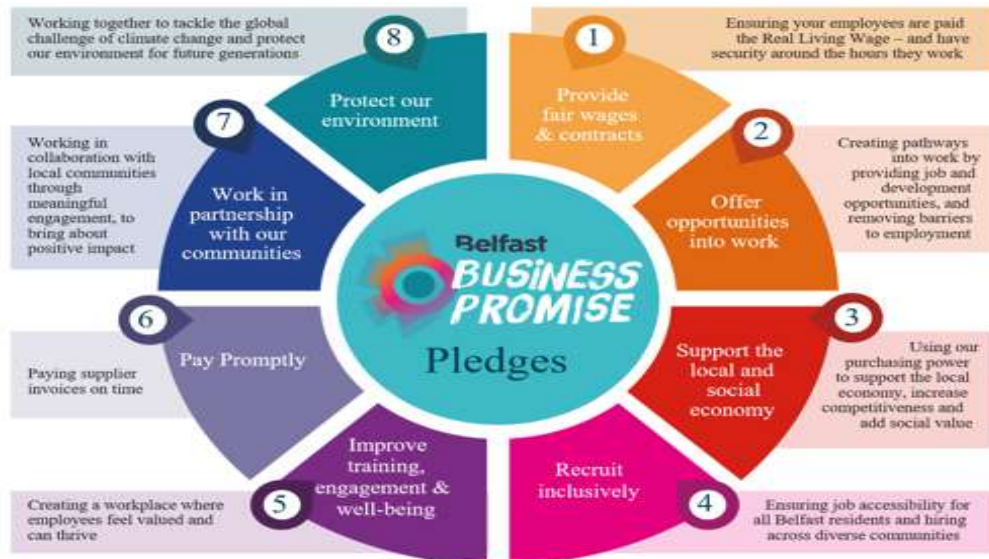 Belfast
BUSINESS
PROMISE
Pledges
1
Provide
fair wages
& contracts
Ensuring your employees are paid
the Real Living Wage – and have
security around the hours they work
2
Offer
opportunities
into work
Creating pathways
into work by
providing job and
development
opportunities, and
removing barriers
to employment
3
Support the
local and
social
economy
Using our
purchasing power
to support the local
economy, increase
competitiveness and
add social value
4
Recruit
inclusively
Ensuring job accessibility for
all Belfast residents and hiring
across diverse communities
5
Improve
training,
engagement &
well-being
Creating a workplace where
employees feel valued and
can thrive
6
Pay Promptly
Paying supplier
invoices on time
7
Work in
partnership
with our
communities
Working in
collaboration with
local communities
through
meaningful
engagement, to
bring about
positive impact
8
Protect our
environment
Working together to tackle the global
challenge of climate change and protect
our environment for future generations